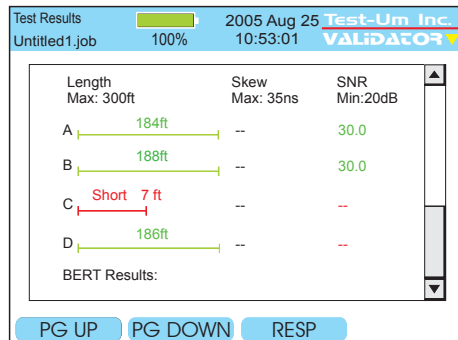 Test Results 2005 Aug 25 Test-Um Inc.
Untitled1.job 100% 10:53:01 VALiDATOR
Length Skew SNR
Max: 300ft Max: 35ns Min:20dB
A 184ft -- 30.0
B 188ft -- 30.0
C Short 7 ft -- --
D 186ft -- --
BERT Results:
PG UP PG DOWN RESP